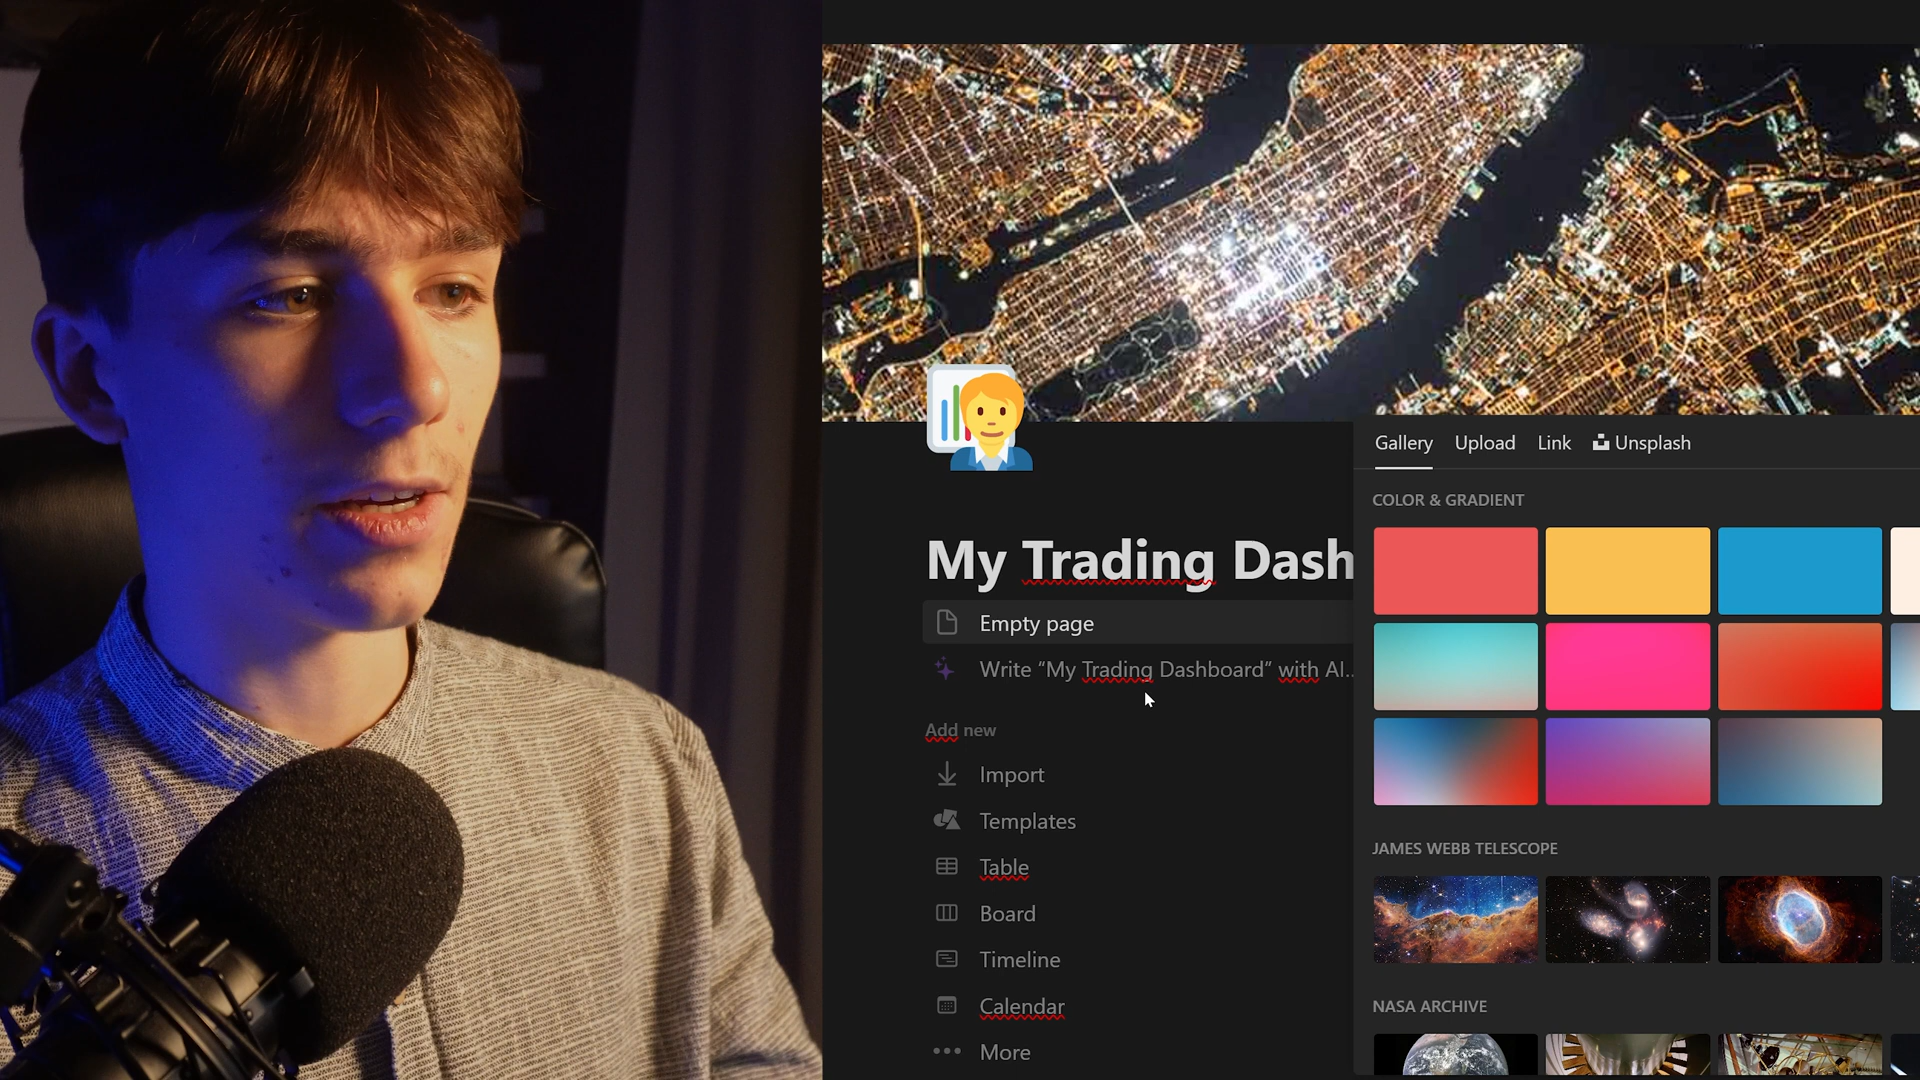 Gallery Upload Link Unsplash
COLOR & GRADIENT
My Trading Dash
Empty page
Write “My Trading Dashboard” with AI..
Add new
Import
Templates
Table
Board
Timeline
Calendar
More
JAMES WEBB TELESCOPE
NASA ARCHIVE